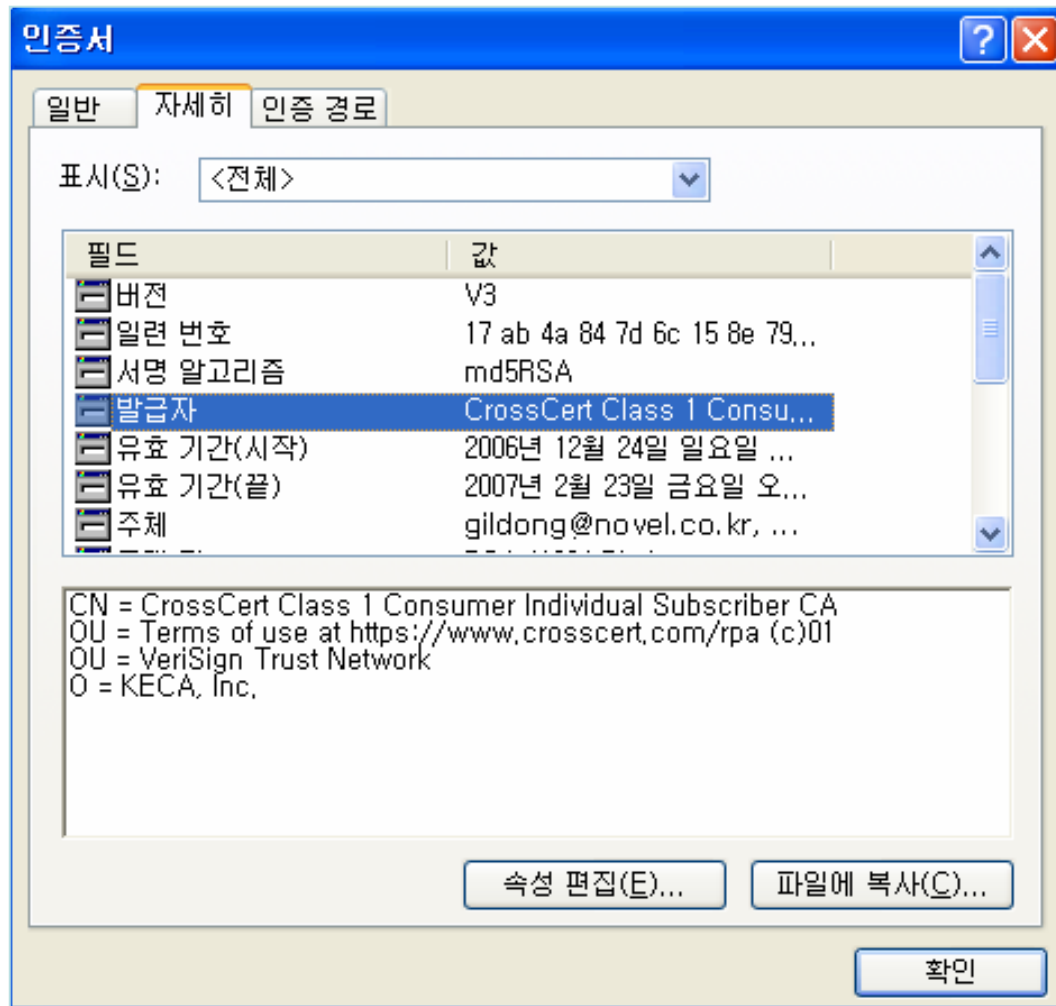 인증서
일반 자세히 인증 경로
표시(S): <전체>
필드 값
버전 V3
일련 번호 17 ab 4a 84 7d 6c 15 8e 79...
서명 알고리즘 md5RSA
발급자 CrossCert Class 1 Consu...
유효 기간(시작) 2006년 12월 24일 일요일 ...
유효 기간(끝) 2007년 2월 23일 금요일 오...
주체 gildong@novel.co.kr, ...
CN = CrossCert Class 1 Consumer Individual Subscriber CA
OU = Terms of use at https://www.crosscert.com/rpa (c)01
OU = VeriSign Trust Network
O = KECA, Inc.
속성 편집(E)... 파일에 복사(C)...
확인